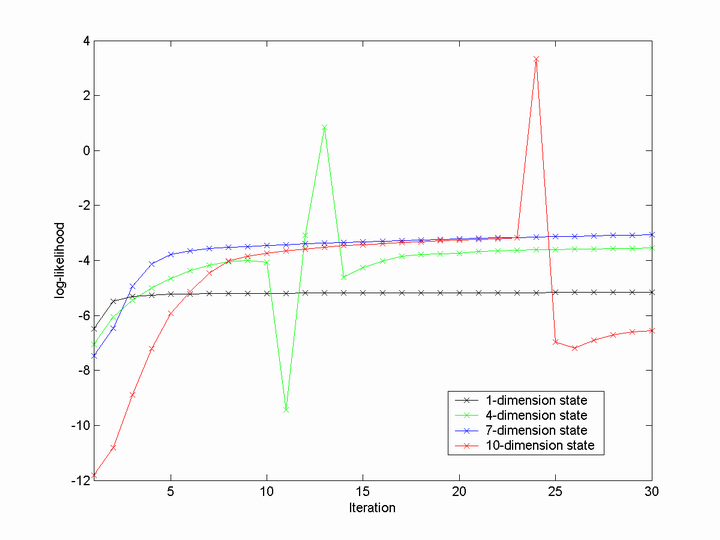 4
2
0
-2
-4
-6
-8
-10
-12
5
10
15
20
25
30
log-likelihood
Iteration
1-dimension state
4-dimension state
7-dimension state
10-dimension state